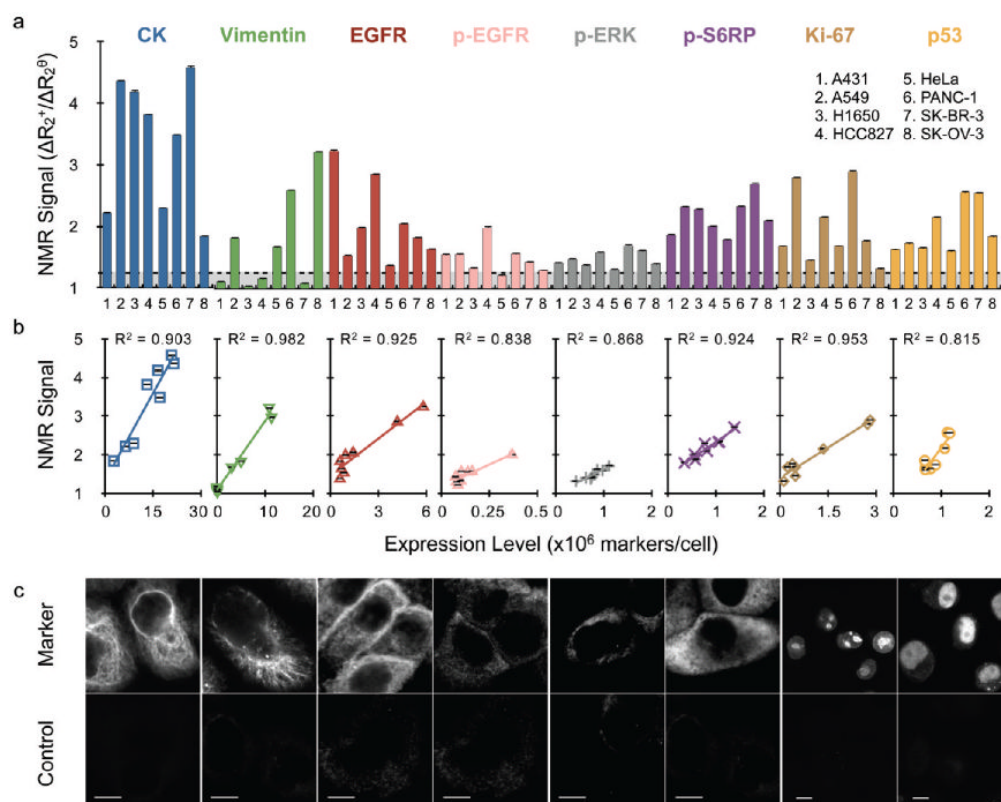 a
CK Vimentin EGFR p-EGFR p-ERK p-S6RP Ki-67 p53
NMR Signal (ΔR₂⁺/ΔR₂ᶿ)
5
4
3
2
1
1. A431 5. HeLa
2. A549 6. PANC-1
3. H1650 7. SK-BR-3
4. HCC827 8. SK-OV-3
1 2 3 4 5 6 7 8 1 2 3 4 5 6 7 8 1 2 3 4 5 6 7 8 1 2 3 4 5 6 7 8 1 2 3 4 5 6 7 8 1 2 3 4 5 6 7 8 1 2 3 4 5 6 7 8 1 2 3 4 5 6 7 8
b
R² = 0.903 R² = 0.982 R² = 0.925 R² = 0.838 R² = 0.868 R² = 0.924 R² = 0.953 R² = 0.815
NMR Signal
5
4
3
2
1
0 15 30 0 10 20 0 3 6 0 0.25 0.5 0 1 2 0 1 2 0 1.5 3 0 1 2
Expression Level (x10⁶ markers/cell)
c
Marker
Control